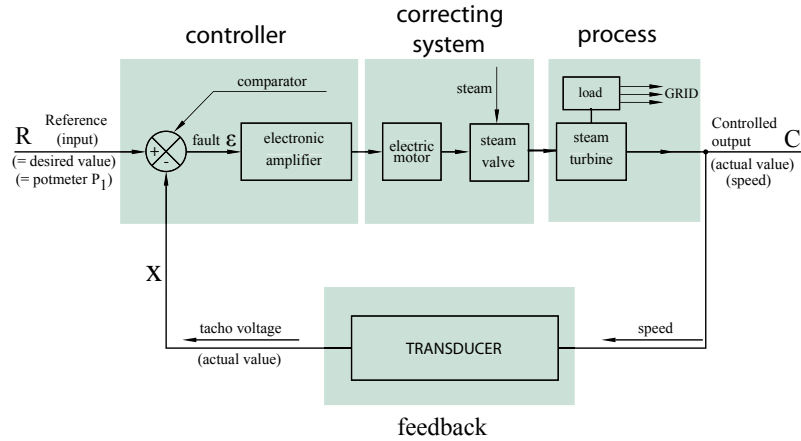 controller
correcting
system
process
comparator
steam
load
GRID
R
Reference
(input)
(= desired value)
(= potmeter P1)
+
-
fault ε
electronic
amplifier
electric
motor
steam
valve
steam
turbine
Controlled
output
C
(actual value)
(speed)
X
tacho voltage
(actual value)
TRANSDUCER
speed
feedback